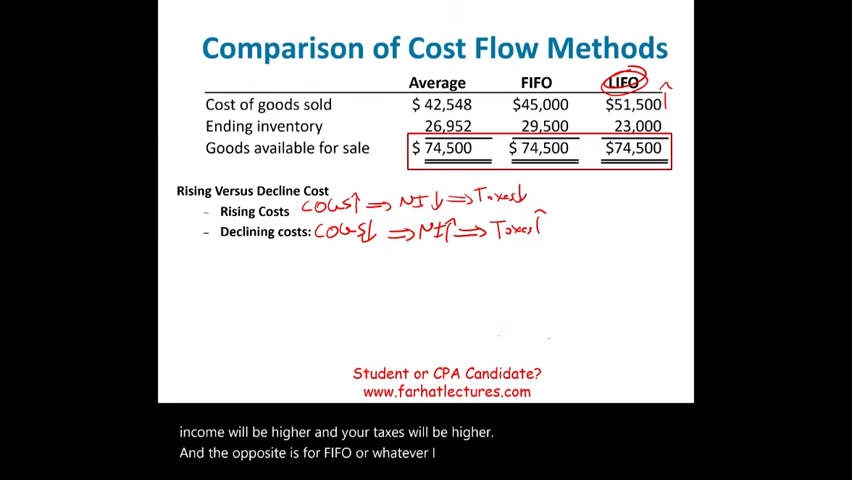 Comparison of Cost Flow Methods
Average FIFO LIFO
Cost of goods sold $ 42,548 $45,000 $51,500
Ending inventory 26,952 29,500 23,000
Goods available for sale $ 74,500 $ 74,500 $74,500
Rising Versus Decline Cost
– Rising Costs COGS↑ ⇒ NI↓ ⇒ Taxes↓
– Declining costs: COGS↓ ⇒ NI↑ ⇒ Taxes↑
Student or CPA Candidate?
www.farhatlectures.com
income will be higher and your taxes will be higher.
And the opposite is for FIFO or whatever I